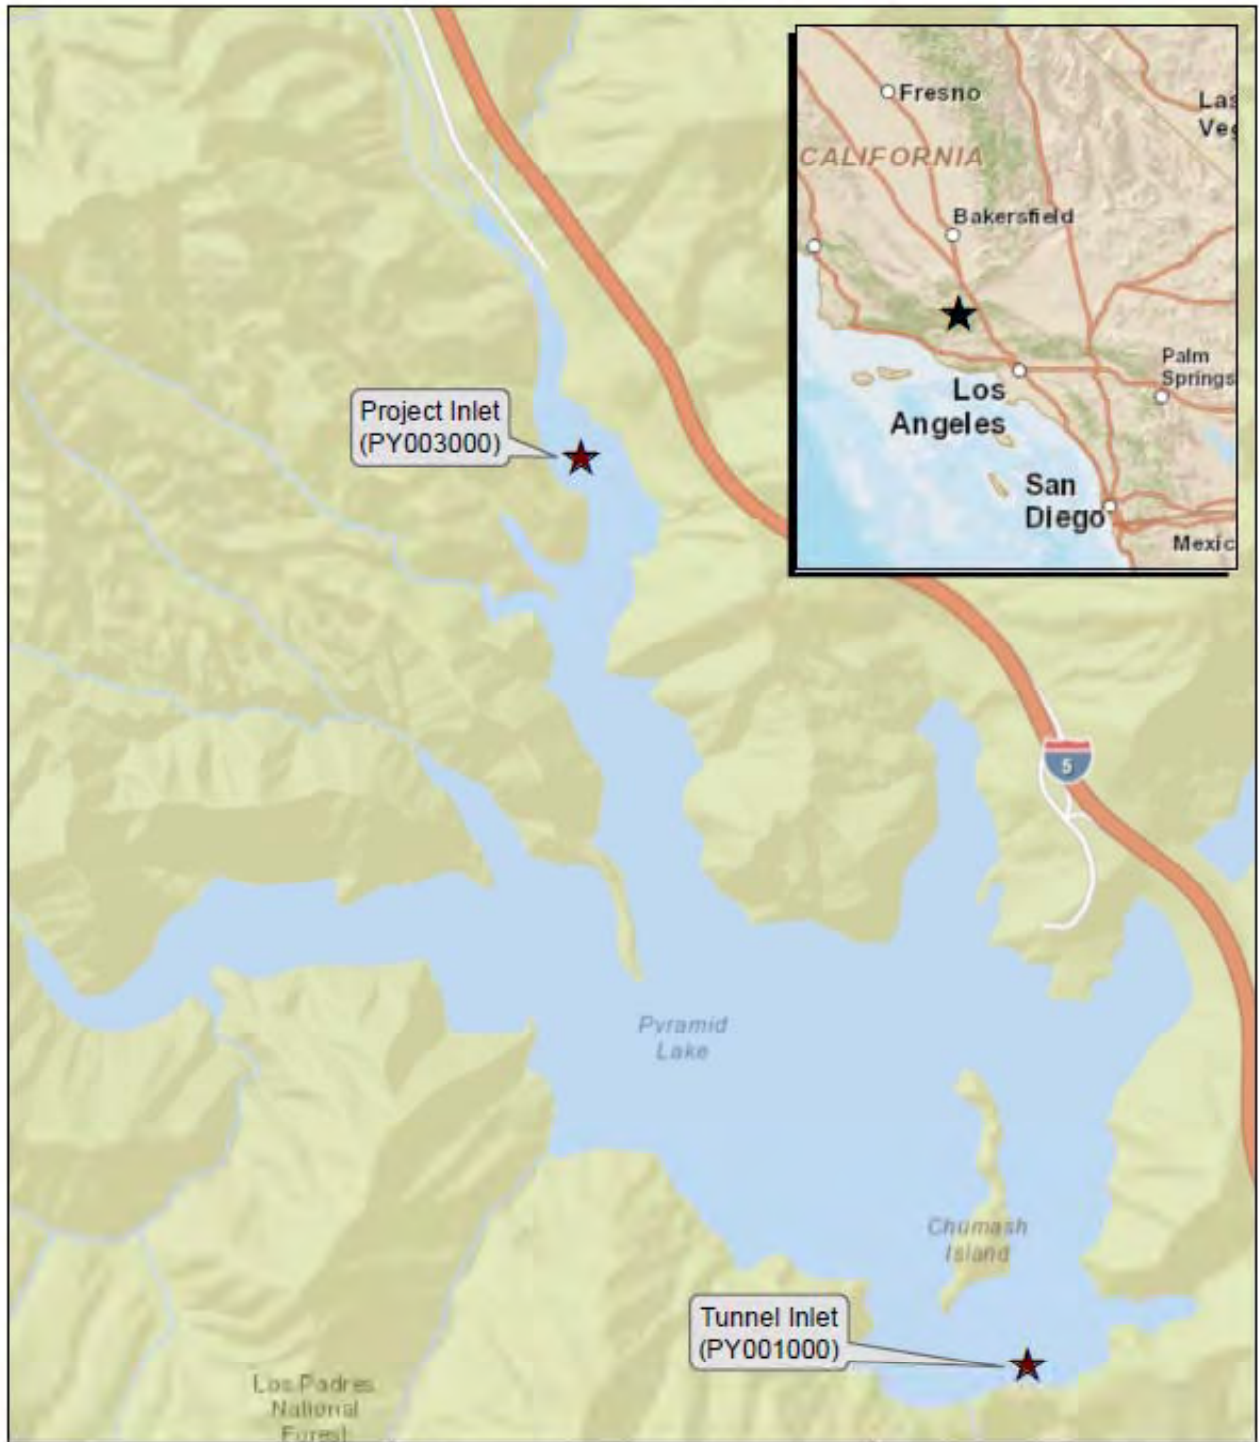 Fresno
Las
Veg
CALIFORNIA
Bakersfield
Palm
Springs
Los
Angeles
San
Diego
Mexic
Project Inlet
(PY003000)
5
Pyramid
Lake
Chumash
Island
Tunnel Inlet
(PY001000)
Los Padres
National
Forest